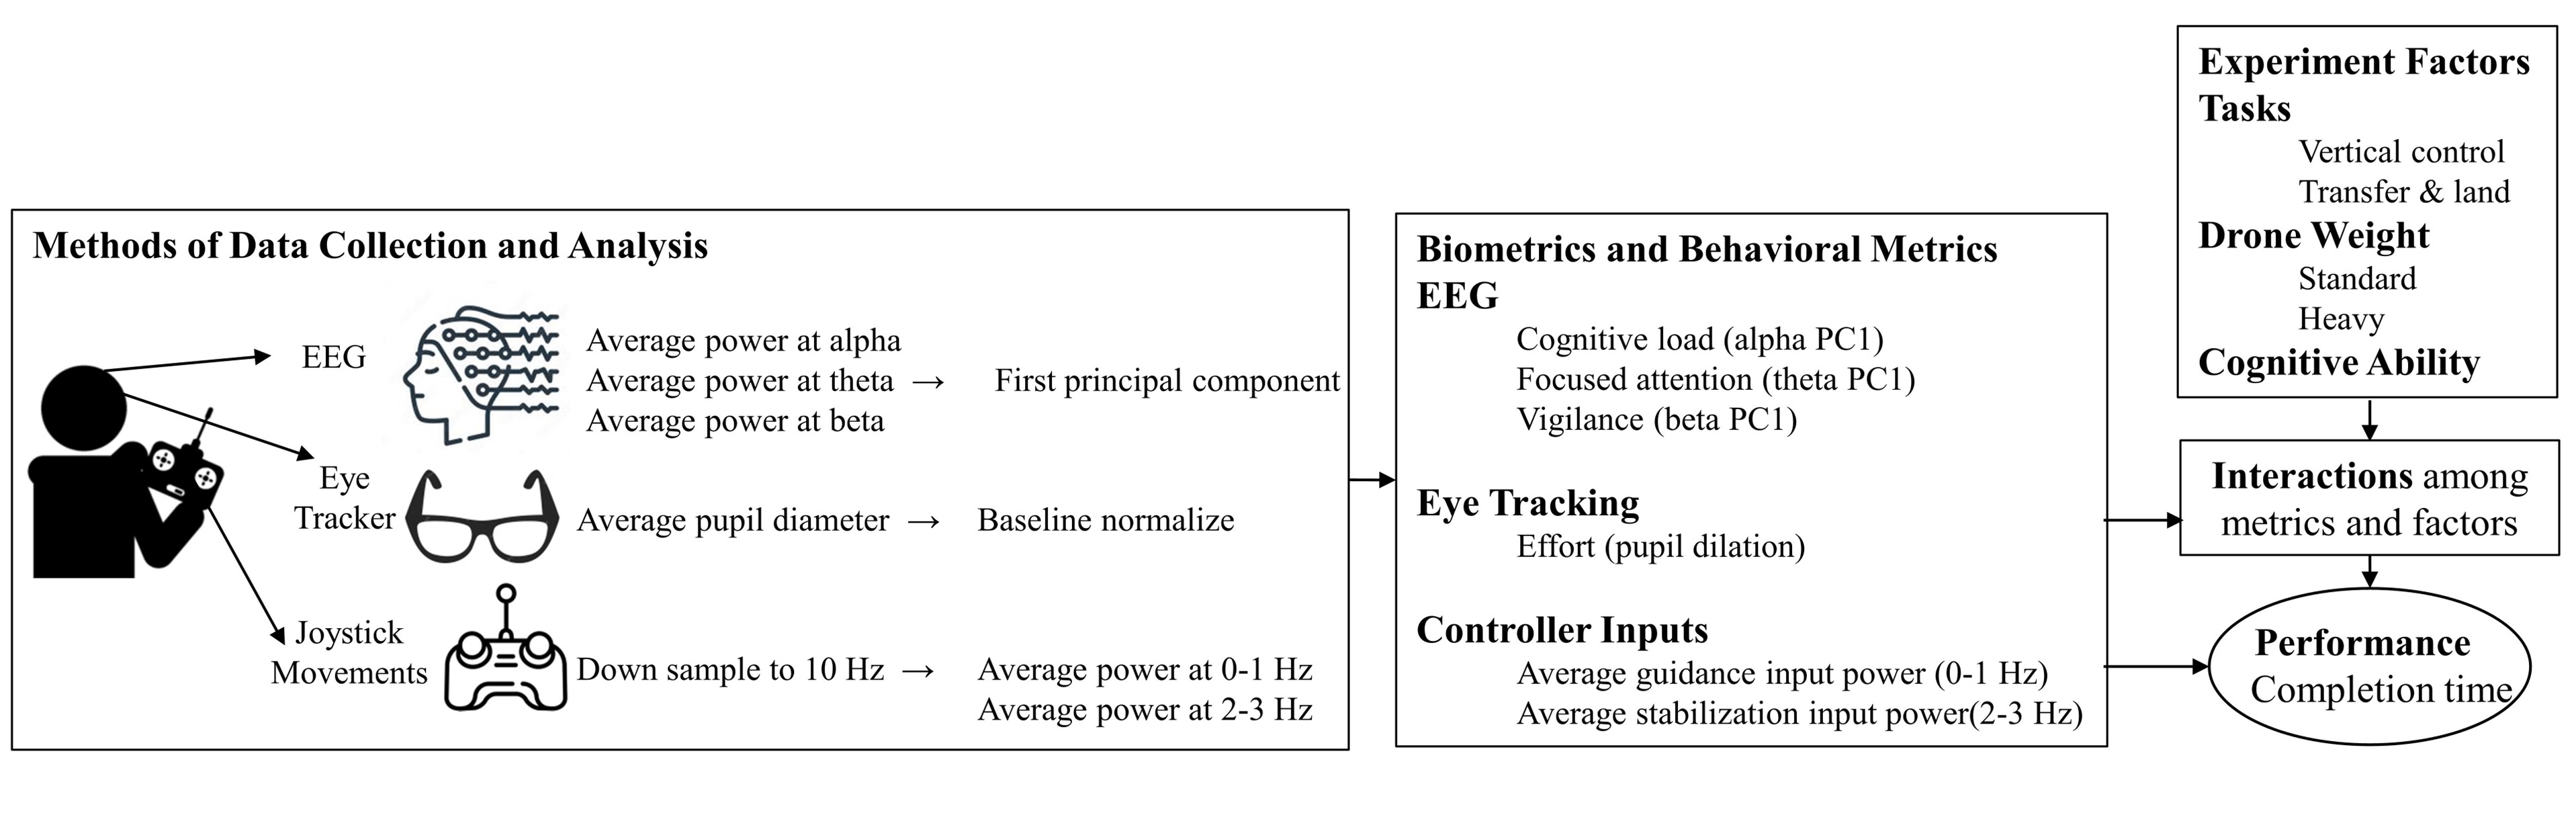 Methods of Data Collection and Analysis
EEG
Average power at alpha
Average power at theta → First principal component
Average power at beta
Eye
Tracker
Average pupil diameter → Baseline normalize
Joystick
Movements
Down sample to 10 Hz → Average power at 0-1 Hz
Average power at 2-3 Hz
Biometrics and Behavioral Metrics
EEG
Cognitive load (alpha PC1)
Focused attention (theta PC1)
Vigilance (beta PC1)
Eye Tracking
Effort (pupil dilation)
Controller Inputs
Average guidance input power (0-1 Hz)
Average stabilization input power(2-3 Hz)
Experiment Factors
Tasks
Vertical control
Transfer & land
Drone Weight
Standard
Heavy
Cognitive Ability
Interactions among
metrics and factors
Performance
Completion time